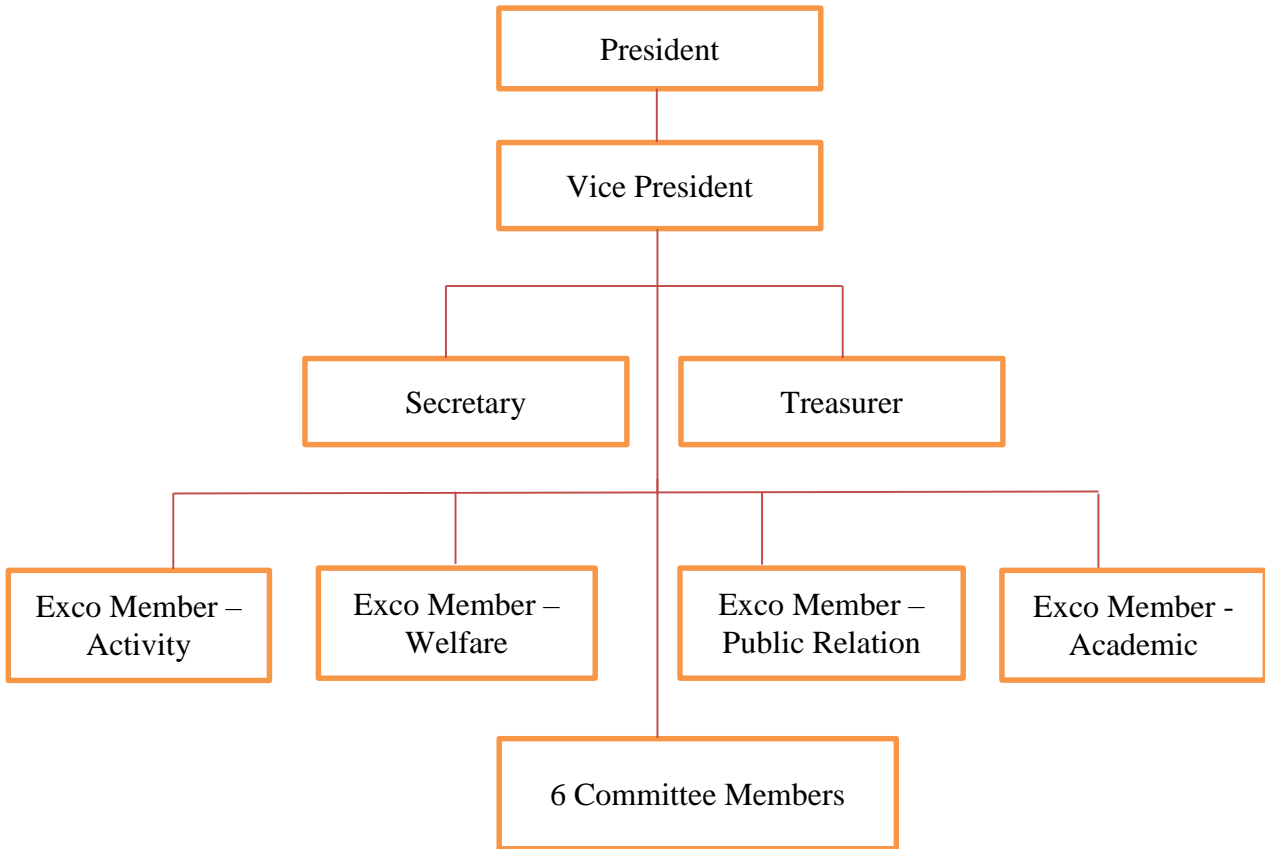 President
Vice President
Secretary
Treasurer
Exco Member –
Activity
Exco Member –
Welfare
Exco Member –
Public Relation
Exco Member -
Academic
6 Committee Members